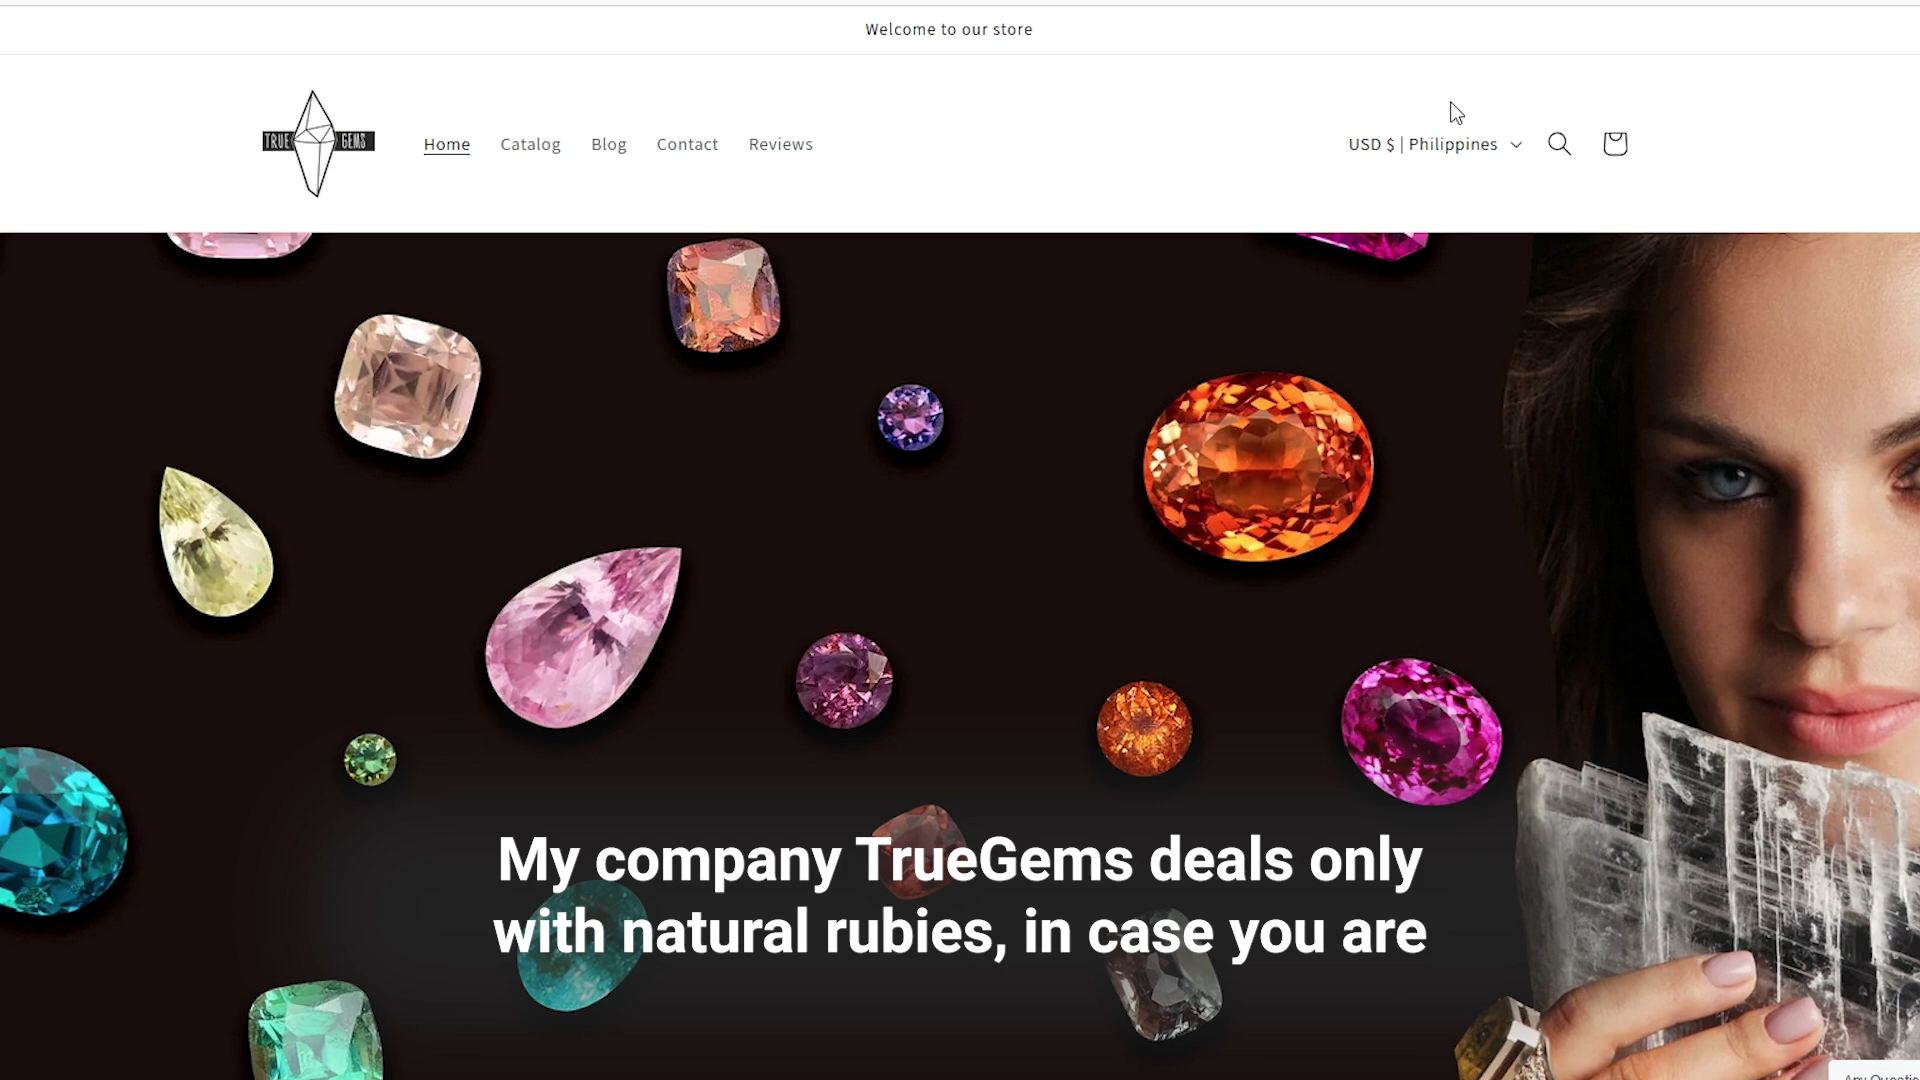 Welcome to our store
TRUE GEMS
Home Catalog Blog Contact Reviews
USD $ | Philippines
My company TrueGems deals only
with natural rubies, in case you are